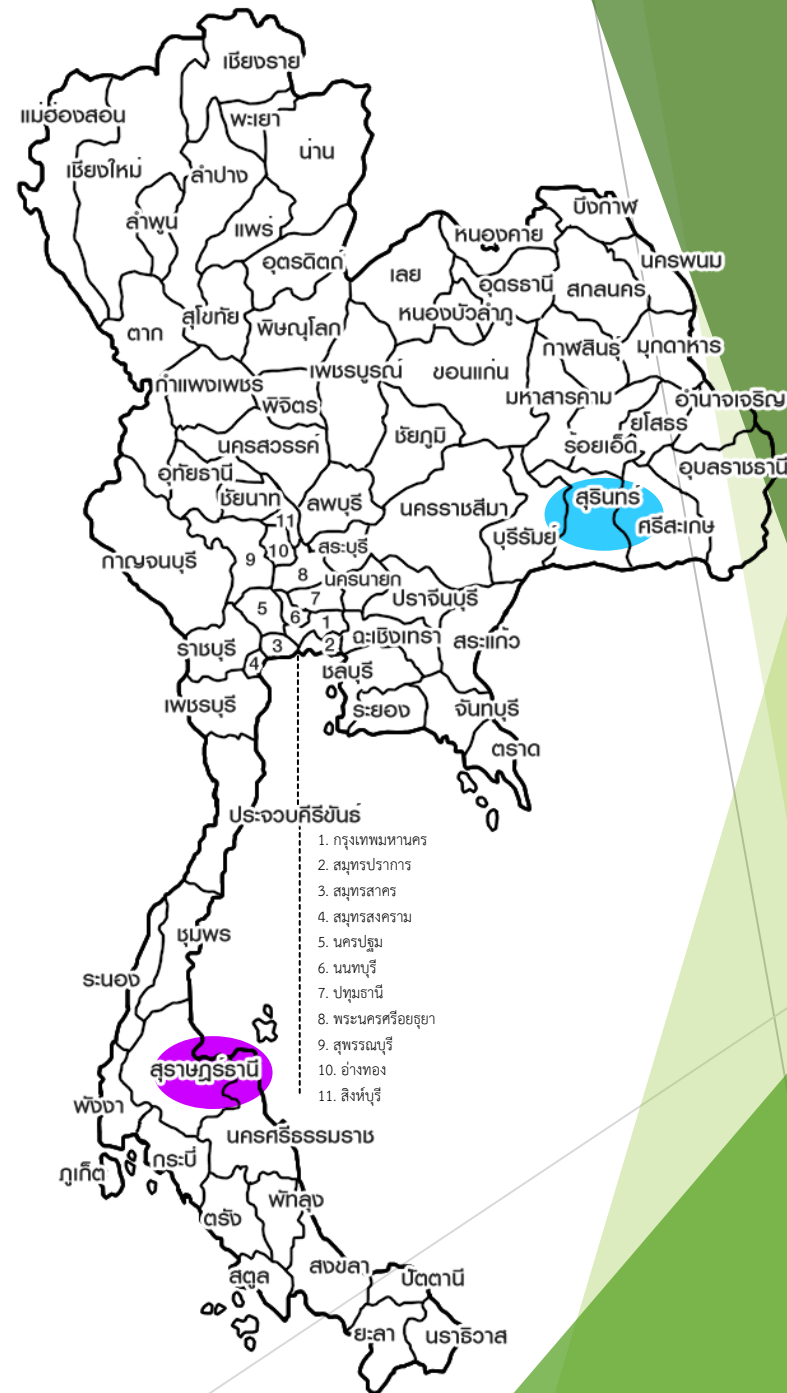 เชียงราย
แม่ฮ่องสอน
พะเยา
น่าน
เชียงใหม่
ลำปาง
ลำพูน
แพร่
บึงกาฬ
หนองคาย
นครพนม
อุตรดิตถ์
เลย
อุดรธานี
สกลนคร
ตาก
สุโขทัย
พิษณุโลก
หนองบัวลำภู
กาฬสินธุ์
มุกดาหาร
กำแพงเพชร
เพชรบูรณ์
ขอนแก่น
มหาสารคาม
อำนาจเจริญ
พิจิตร
ยโสธร
นครสวรรค์
ชัยภูมิ
ร้อยเอ็ด
อุบลราชธานี
อุทัยธานี
ชัยนาท
ลพบุรี
นครราชสีมา
สุรินทร์
ศรีสะเกษ
11
บุรีรัมย์
10
สระบุรี
กาญจนบุรี
9
8
นครนายก
ปราจีนบุรี
5
7
6
1
ฉะเชิงเทรา
สระแก้ว
ราชบุรี
3
2
4
ชลบุรี
เพชรบุรี
ระยอง
จันทบุรี
ตราด
ประจวบคีรีขันธ์
1. กรุงเทพมหานคร
2. สมุทรปราการ
3. สมุทรสาคร
4. สมุทรสงคราม
5. นครปฐม
6. นนทบุรี
7. ปทุมธานี
8. พระนครศรีอยธุยา
9. สุพรรณบุรี
10. อ่างทอง
11. สิงห์บุรี
ชุมพร
ระนอง
สุราษฎร์ธานี
พังงา
นครศรีธรรมราช
ภูเก็ต
กระบี่
ตรัง
พัทลุง
สตูล
สงขลา
ปัตตานี
ยะลา
นราธิวาส